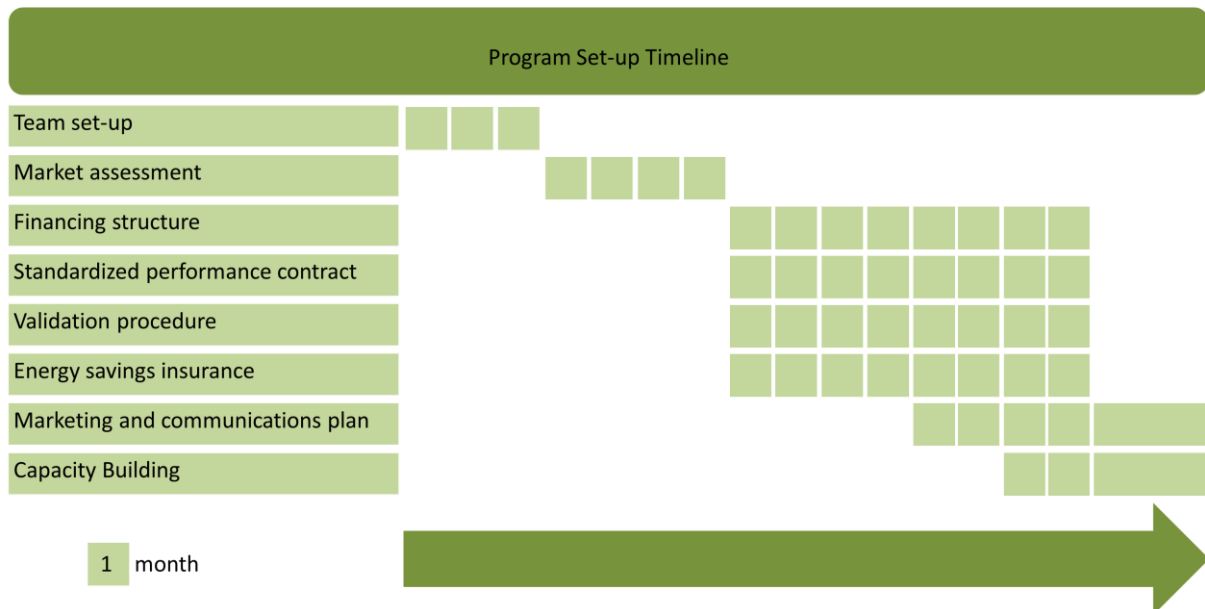 Program Set-up Timeline
Team set-up
Market assessment
Financing structure
Standardized performance contract
Validation procedure
Energy savings insurance
Marketing and communications plan
Capacity Building
1 month